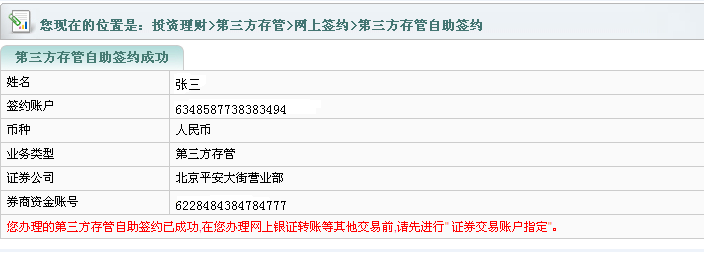 您现在的位置是：投资理财>第三方存管>网上签约>第三方存管自助签约
第三方存管自助签约成功
姓名 张三
签约账户 6348587738383494
币种 人民币
业务类型 第三方存管
证券公司 北京平安大街营业部
券商资金账号 6228484384784777
您办理的第三方存管自助签约已成功,在您办理网上银证转账等其他交易前,请先进行" 证券交易账户指定"。